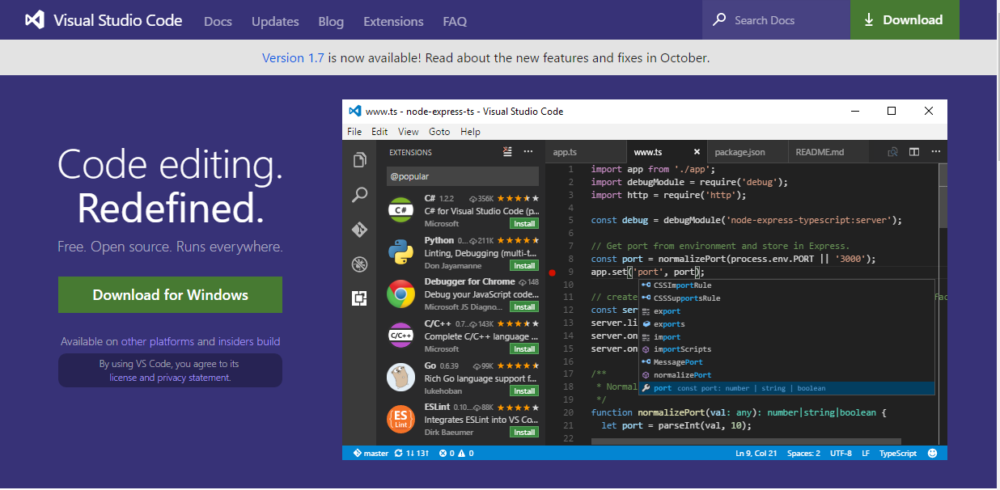 Visual Studio Code Docs Updates Blog Extensions FAQ Search Docs Download
Version 1.7 is now available! Read about the new features and fixes in October.
Code editing.
Redefined.
Free. Open source. Runs everywhere.
Download for Windows
Available on other platforms and insiders build
By using VS Code, you agree to its
license and privacy statement.
www.ts - node-express-ts - Visual Studio Code
File Edit View Goto Help
EXTENSIONS
@popular
C# 1.2.2 356K
C# for Visual Studio Code (p...
Microsoft Install
Python 0... 211K
Linting, Debugging (multi-t...
Don Jayamanne Install
Debugger for Chrome 148
Debug your JavaScript code...
Microsoft JS Diagno... Install
C/C++ 0.7... 143K
Complete C/C++ language ...
Microsoft Install
Go 0.6.39 99K
Rich Go language support f...
lukehoban Install
ESLint 0.10... 88K
Integrates ESLint into VS Co...
Dirk Baeumer Install
C#
C/C++
ES
Lint
app.ts www.ts package.json README.md
1 import app from './app';
2 import debugModule = require('debug');
3 import http = require('http');
4
5 const debug = debugModule('node-express-typescript:server');
6
7 // Get port from environment and store in Express.
8 const port = normalizePort(process.env.PORT || '3000');
9 app.set('port', port);
10
11 // create
12 const ser
13 server.li
14 server.on
15 server.on
16
17 /**
18 * Normal
19 */
20 function normalizePort(val: any): number|string|boolean {
21 let port = parseInt(val, 10);
22
CSSImportRule
CSSSupportsRule
export
exports
import
importScripts
MessagePort
normalizePort
port const port: number | string | boolean
master 1↓ 13↑ 0 0 Ln 9, Col 21 Spaces: 2 UTF-8 LF TypeScript